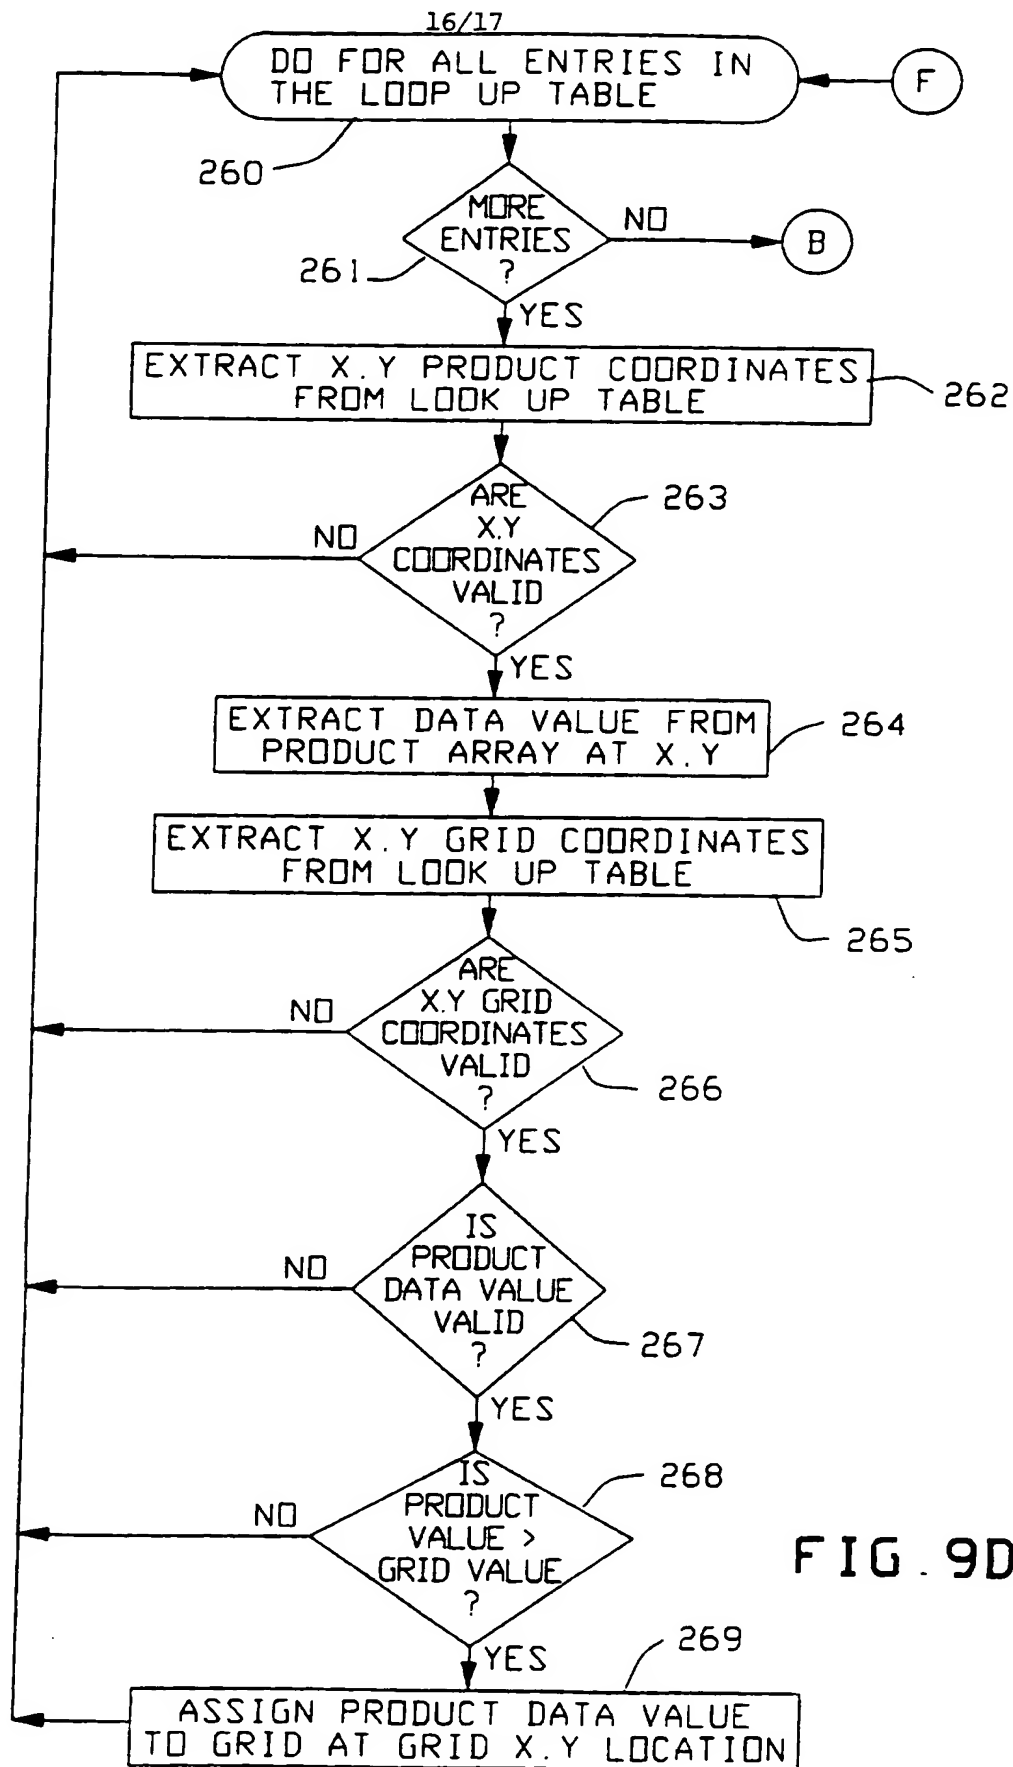 16/17
DO FOR ALL ENTRIES IN
THE LOOP UP TABLE
F
260
MORE
ENTRIES
?
NO
B
261
YES
EXTRACT X.Y PRODUCT COORDINATES
FROM LOOK UP TABLE
262
ARE
X.Y
COORDINATES
VALID
?
263
NO
YES
EXTRACT DATA VALUE FROM
PRODUCT ARRAY AT X.Y
264
EXTRACT X.Y GRID COORDINATES
FROM LOOK UP TABLE
265
ARE
X.Y GRID
COORDINATES
VALID
?
NO
266
YES
IS
PRODUCT
DATA VALUE
VALID
?
NO
267
YES
IS
PRODUCT
VALUE >
GRID VALUE
?
268
NO
FIG. 9D
YES
269
ASSIGN PRODUCT DATA VALUE
TO GRID AT GRID X.Y LOCATION